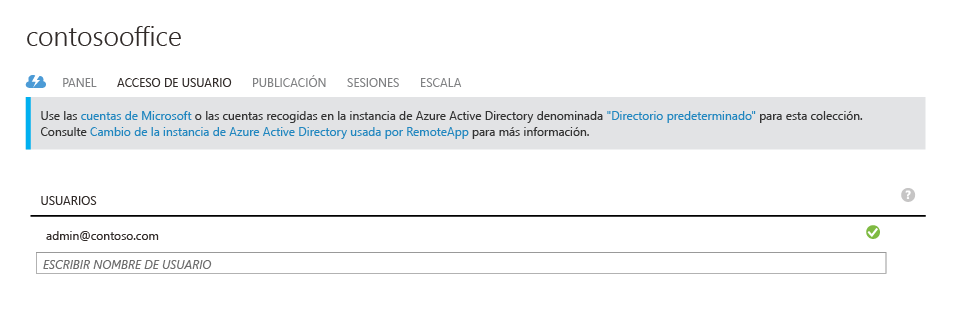 contosooffice
PANEL ACCESO DE USUARIO PUBLICACIÓN SESIONES ESCALA
Use las cuentas de Microsoft o las cuentas recogidas en la instancia de Azure Active Directory denominada "Directorio predeterminado" para esta colección.
Consulte Cambio de la instancia de Azure Active Directory usada por RemoteApp para más información.
USUARIOS ?
admin@contoso.com
ESCRIBIR NOMBRE DE USUARIO